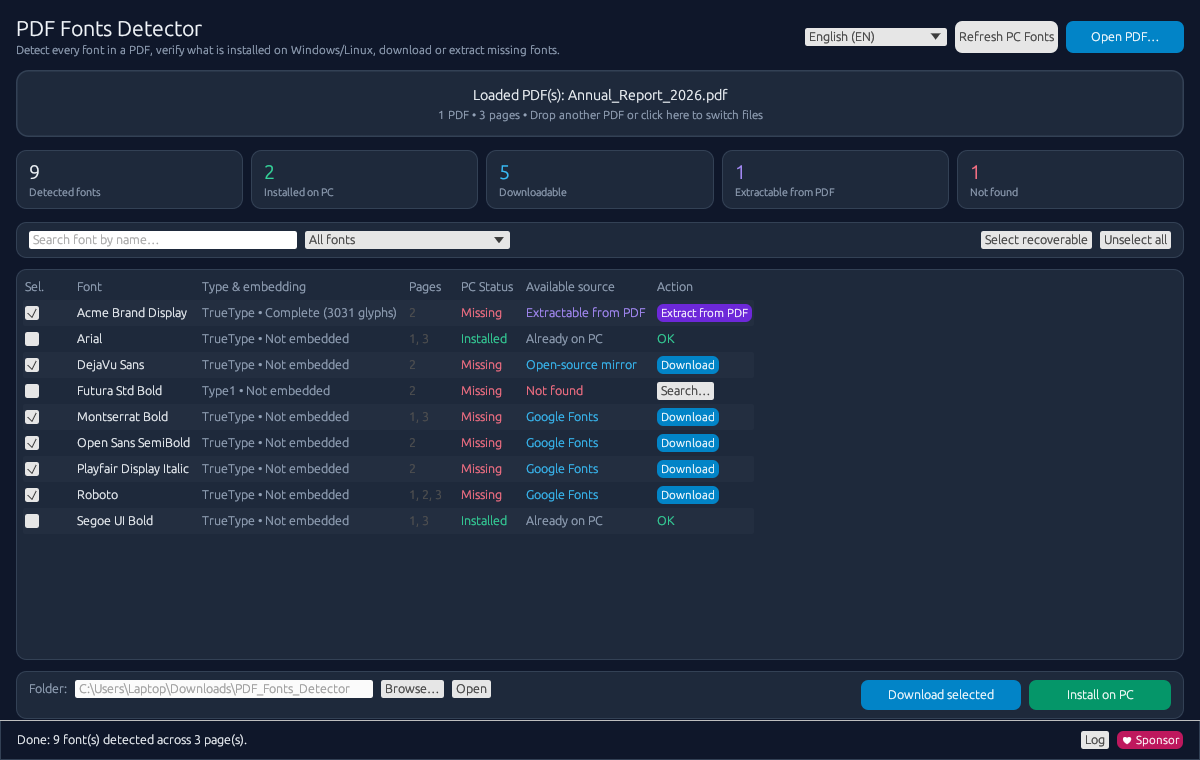 PDF Fonts Detector
Detect every font in a PDF, verify what is installed on Windows/Linux, download or extract missing fonts.
English (EN)
Refresh PC Fonts
Open PDF...
Loaded PDF(s): Annual_Report_2026.pdf
1 PDF • 3 pages • Drop another PDF or click here to switch files
9
Detected fonts
2
Installed on PC
5
Downloadable
1
Extractable from PDF
1
Not found
Search font by name...
All fonts
Select recoverable
Unselect all
Sel. Font Type & embedding Pages PC Status Available source Action
Acme Brand Display TrueType • Complete (3031 glyphs) 2 Missing Extractable from PDF Extract from PDF
Arial TrueType • Not embedded 1, 3 Installed Already on PC OK
DejaVu Sans TrueType • Not embedded 2 Missing Open-source mirror Download
Futura Std Bold Type1 • Not embedded 2 Missing Not found Search...
Montserrat Bold TrueType • Not embedded 1, 3 Missing Google Fonts Download
Open Sans SemiBold TrueType • Not embedded 2 Missing Google Fonts Download
Playfair Display Italic TrueType • Not embedded 2 Missing Google Fonts Download
Roboto TrueType • Not embedded 1, 2, 3 Missing Google Fonts Download
Segoe UI Bold TrueType • Not embedded 1, 3 Installed Already on PC OK
Folder: C:\Users\Laptop\Downloads\PDF_Fonts_Detector Browse... Open
Download selected
Install on PC
Done: 9 font(s) detected across 3 page(s).
Log
Sponsor